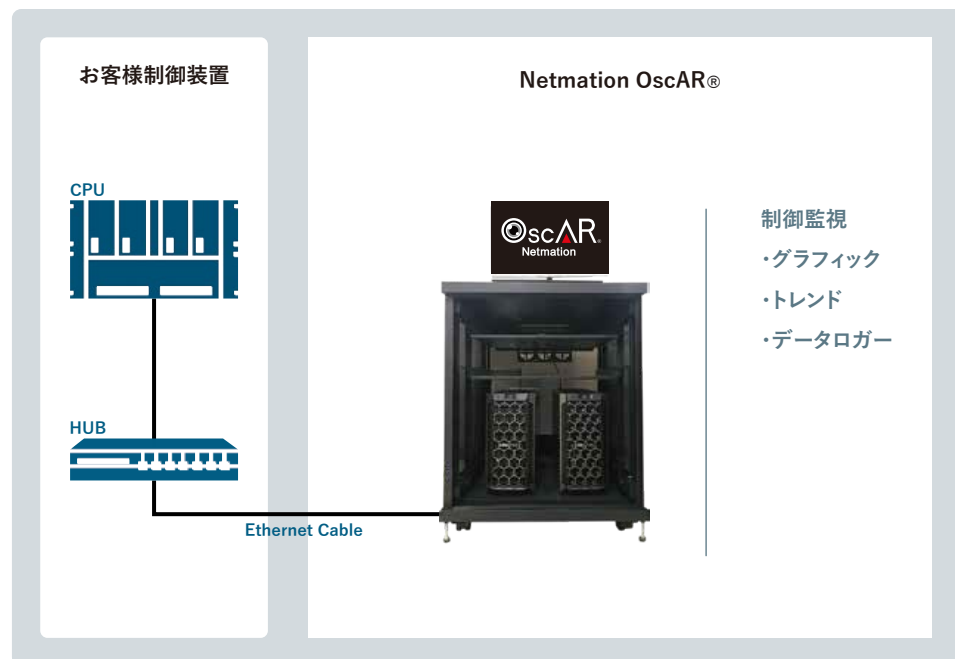 お客様制御装置
Netmation OscAR®
CPU
OscAR®
Netmation
制御監視
・グラフィック
・トレンド
・データロガー
HUB
Ethernet Cable